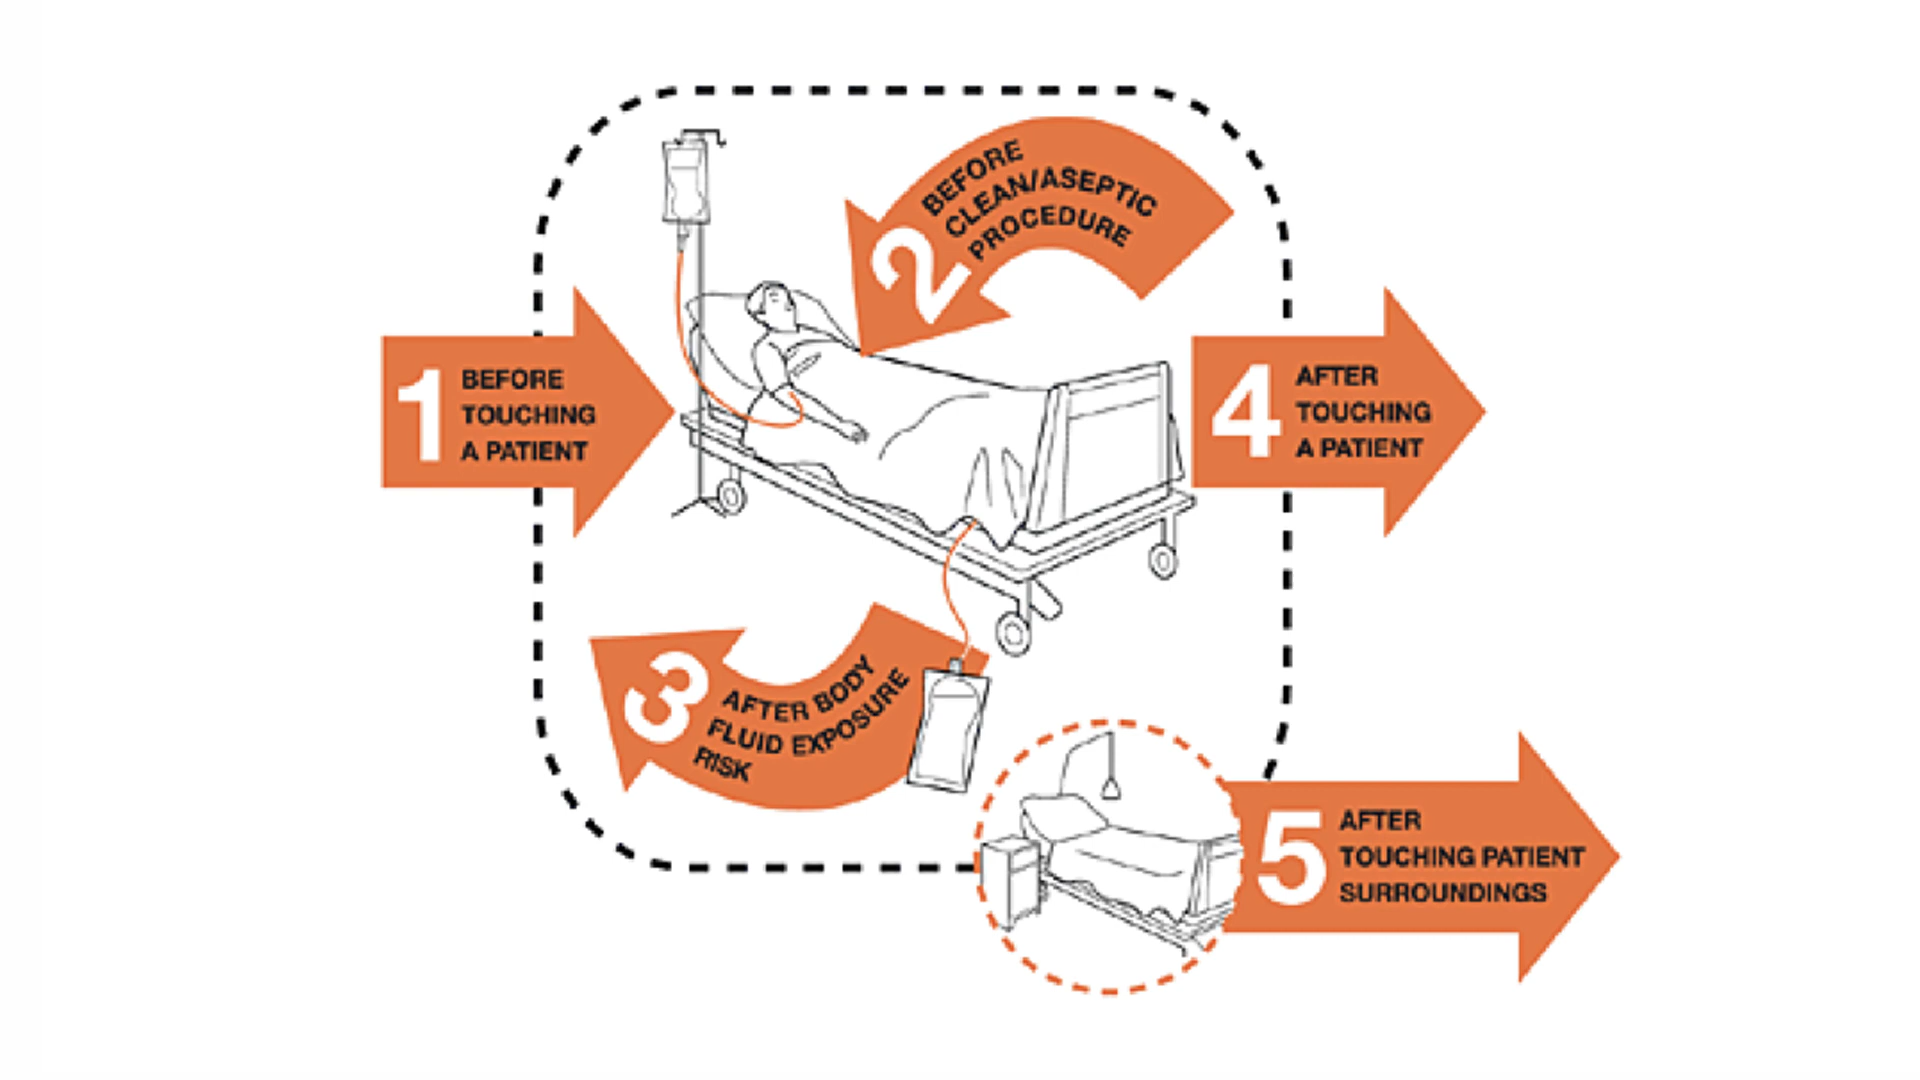 1
BEFORE
TOUCHING
A PATIENT
2
BEFORE
CLEAN/ASEPTIC
PROCEDURE
3
AFTER BODY
FLUID EXPOSURE
RISK
4
AFTER
TOUCHING
A PATIENT
5
AFTER
TOUCHING PATIENT
SURROUNDINGS